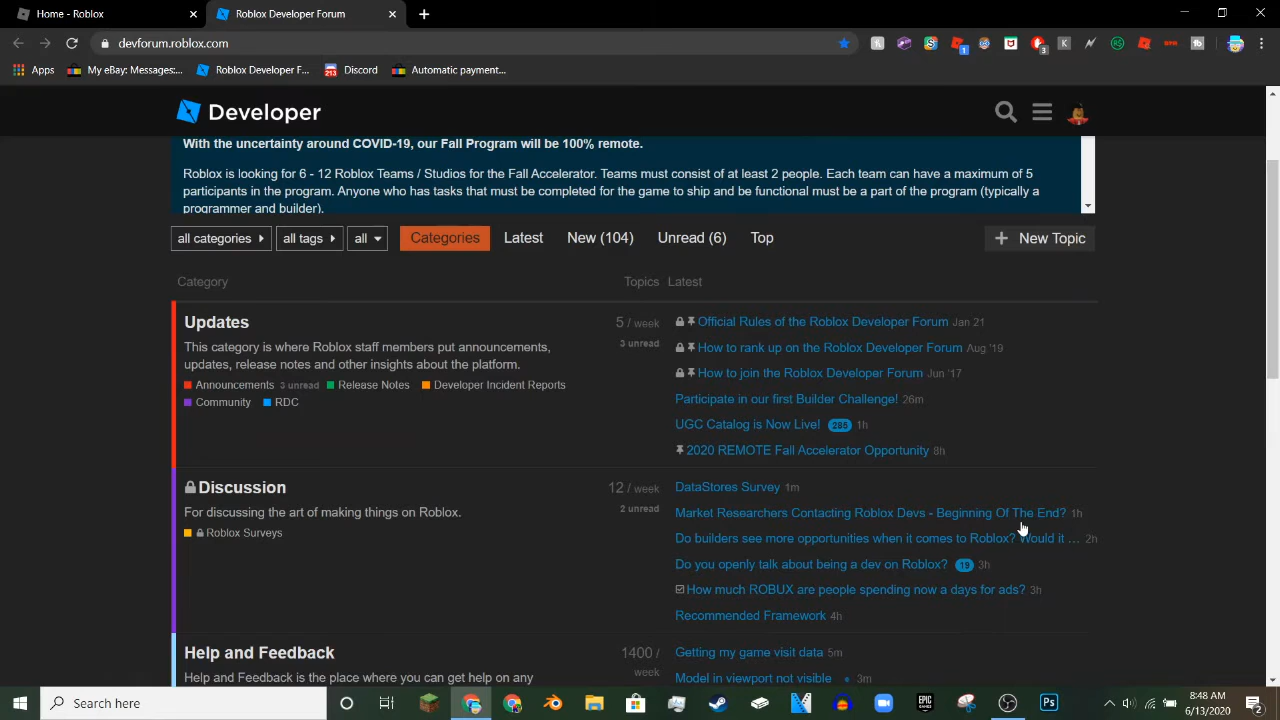 Home - Roblox
Roblox Developer Forum
devforum.roblox.com
Apps
My eBay: Messages:...
Roblox Developer F...
Discord
Automatic payment...
Developer
With the uncertainty around COVID-19, our Fall Program will be 100% remote.
Roblox is looking for 6 - 12 Roblox Teams / Studios for the Fall Accelerator. Teams must consist of at least 2 people. Each team can have a maximum of 5
participants in the program. Anyone who has tasks that must be completed for the game to ship and be functional must be a part of the program (typically a
programmer and builder).
all categories all tags all Categories Latest New (104) Unread (6) Top + New Topic
Category Topics Latest
Updates
This category is where Roblox staff members put announcements,
updates, release notes and other insights about the platform.
Announcements 3 unread Release Notes Developer Incident Reports
Community RDC
5 / week
3 unread
Official Rules of the Roblox Developer Forum Jan 21
How to rank up on the Roblox Developer Forum Aug '19
How to join the Roblox Developer Forum Jun '17
Participate in our first Builder Challenge! 26m
UGC Catalog is Now Live! 285 1h
2020 REMOTE Fall Accelerator Opportunity 8h
Discussion
For discussing the art of making things on Roblox.
Roblox Surveys
12 / week
2 unread
DataStores Survey 1m
Market Researchers Contacting Roblox Devs - Beginning Of The End? 1h
Do builders see more opportunities when it comes to Roblox? Would it ... 2h
Do you openly talk about being a dev on Roblox? 19 3h
How much ROBUX are people spending now a days for ads? 3h
Recommended Framework 4h
Help and Feedback
Help and Feedback is the place where you can get help on any
1400 /
week
Getting my game visit data 5m
Model in viewport not visible 3m
Search
8:48 AM
6/13/2020